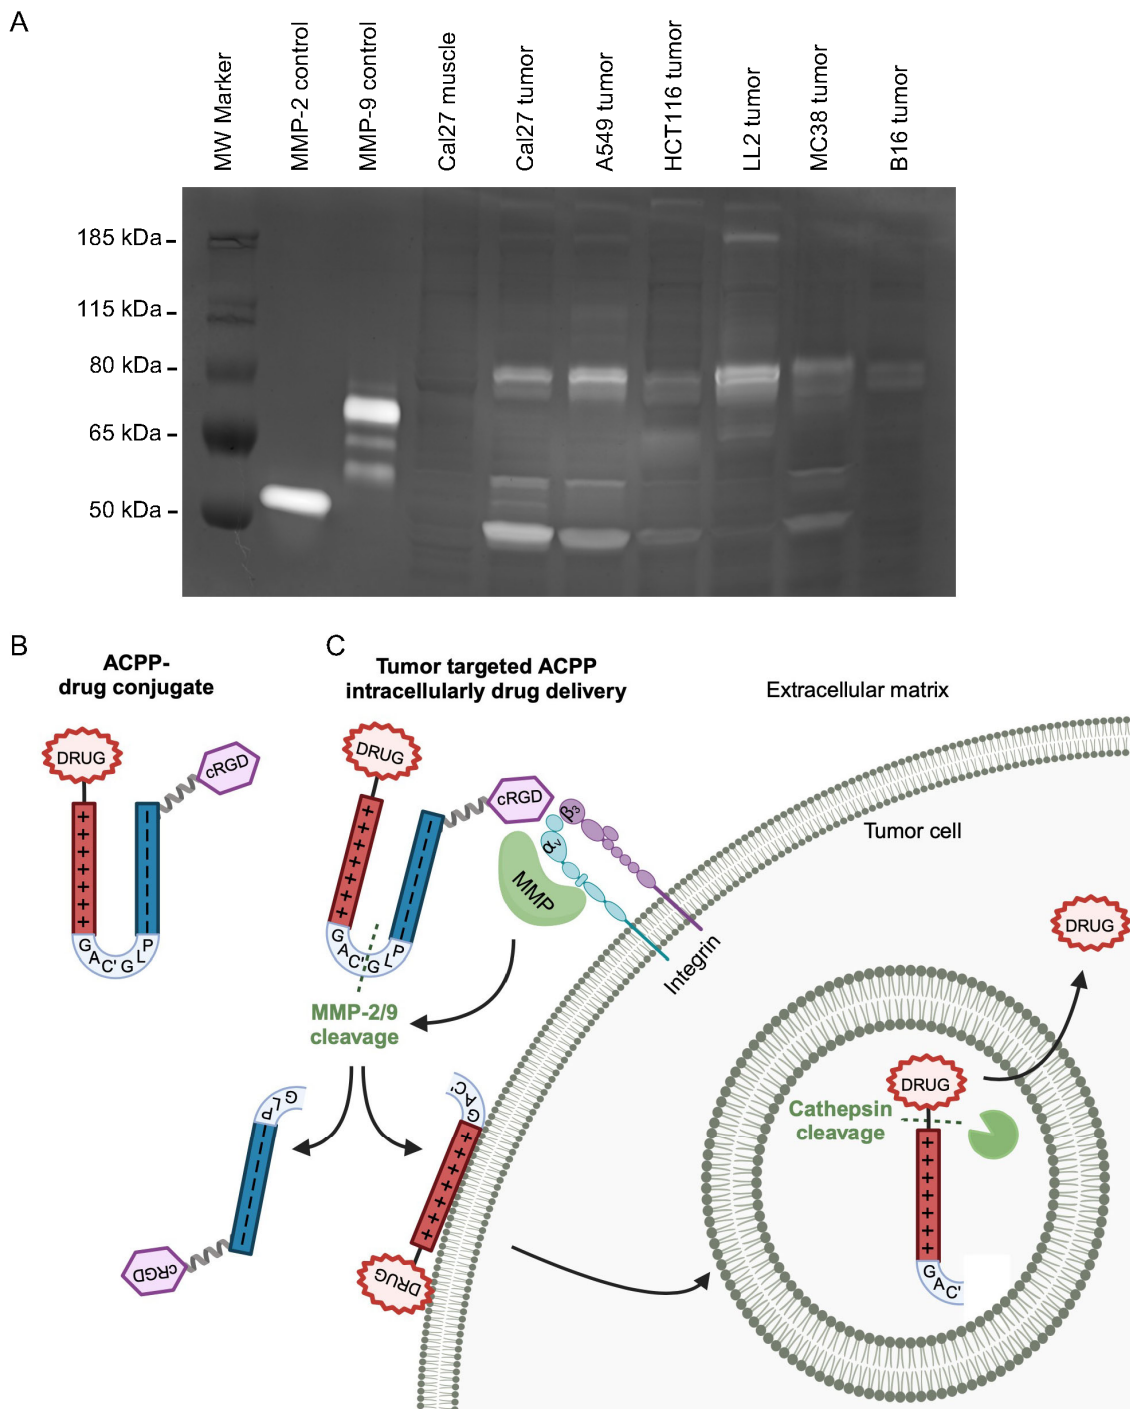 A
MW Marker
MMP-2 control
MMP-9 control
Cal27 muscle
Cal27 tumor
A549 tumor
HCT116 tumor
LL2 tumor
MC38 tumor
B16 tumor
185 kDa
115 kDa
80 kDa
65 kDa
50 kDa
B
ACPP-
drug conjugate
DRUG
cRGD
+ + + + + + + +
− − − − − − − −
G A C' G L P
C
Tumor targeted ACPP
intracellularly drug delivery
Extracellular matrix
Tumor cell
DRUG
cRGD
β3
αv
MMP
Integrin
+ + + + + + + +
− − − − − − − −
G A C' G L P
MMP-2/9
cleavage
G L P
− − − − − − − −
cRGD
G A C'
+ + + + + + + +
DRUG
DRUG
DRUG
Cathepsin
cleavage
+ + + + + + + +
G A C'